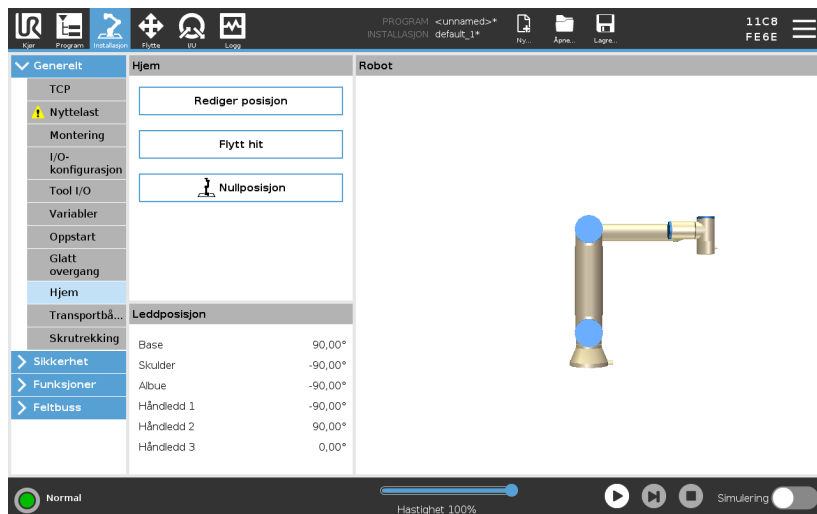 UR
PROGRAM <unnamed>*
INSTALLASJON default_1*
11C8
FE6E
Kjør Program Installasjon Flytte I/U Logg
Ny... Åpne... Lagre...
Generelt
TCP
Nyttelast
Montering
I/O-
konfigurasjon
Tool I/O
Variabler
Oppstart
Glatt
overgang
Hjem
Transportbå...
Skrutrekking
Sikkerhet
Funksjoner
Feltbuss
Hjem
Rediger posisjon
Flytt hit
Nullposisjon
Leddposisjon
Base 90,00°
Skulder -90,00°
Albue -90,00°
Håndledd 1 -90,00°
Håndledd 2 90,00°
Håndledd 3 0,00°
Robot
Normal
Hastighet 100%
Simulering